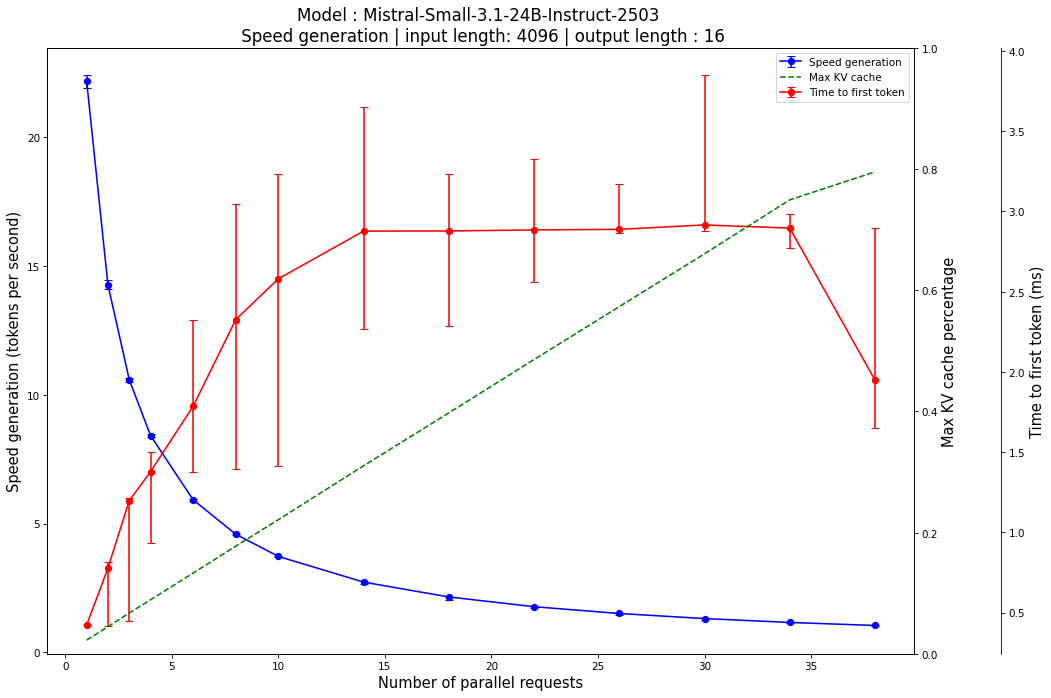 Model : Mistral-Small-3.1-24B-Instruct-2503
Speed generation | input length: 4096 | output length : 16
Speed generation
Max KV cache
Time to first token
Speed generation (tokens per second)
20
15
10
5
0
0 5 10 15 20 25 30 35
Number of parallel requests
1.0
0.8
0.6
0.4
0.2
0.0
Max KV cache percentage
4.0
3.5
3.0
2.5
2.0
1.5
1.0
0.5
Time to first token (ms)